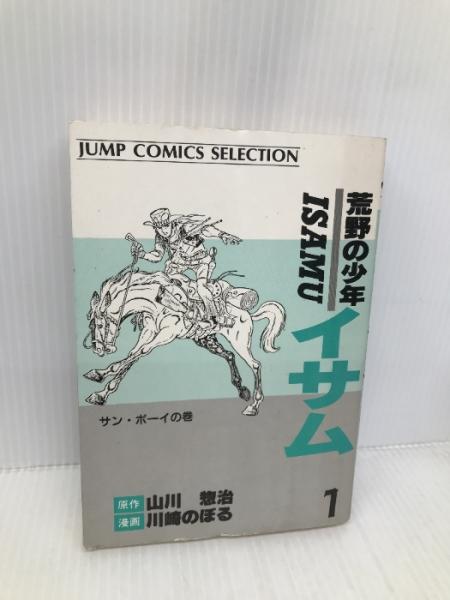 JUMP COMICS SELECTION
荒野の少年
ISAMU
イサム
サン・ボーイの巻
1
原作 山川 惣治
漫画 川崎のぼる